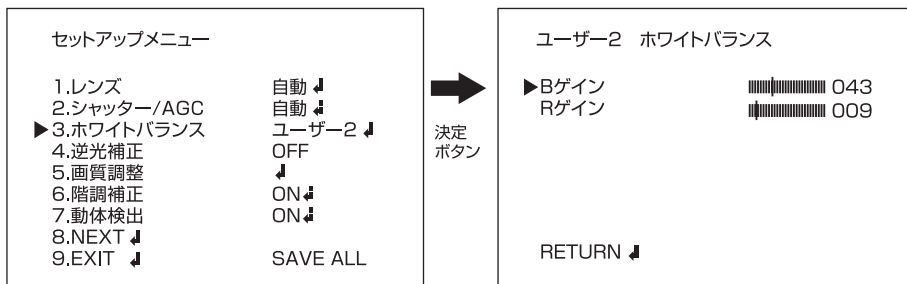 セットアップメニュー
1.レンズ 自動
2.シャッター/AGC 自動
▶3.ホワイトバランス ユーザー2
4.逆光補正 OFF
5.画質調整
6.階調補正 ON
7.動体検出 ON
8.NEXT
9.EXIT SAVE ALL
決定
ボタン
ユーザー2 ホワイトバランス
▶Bゲイン 043
Rゲイン 009
RETURN